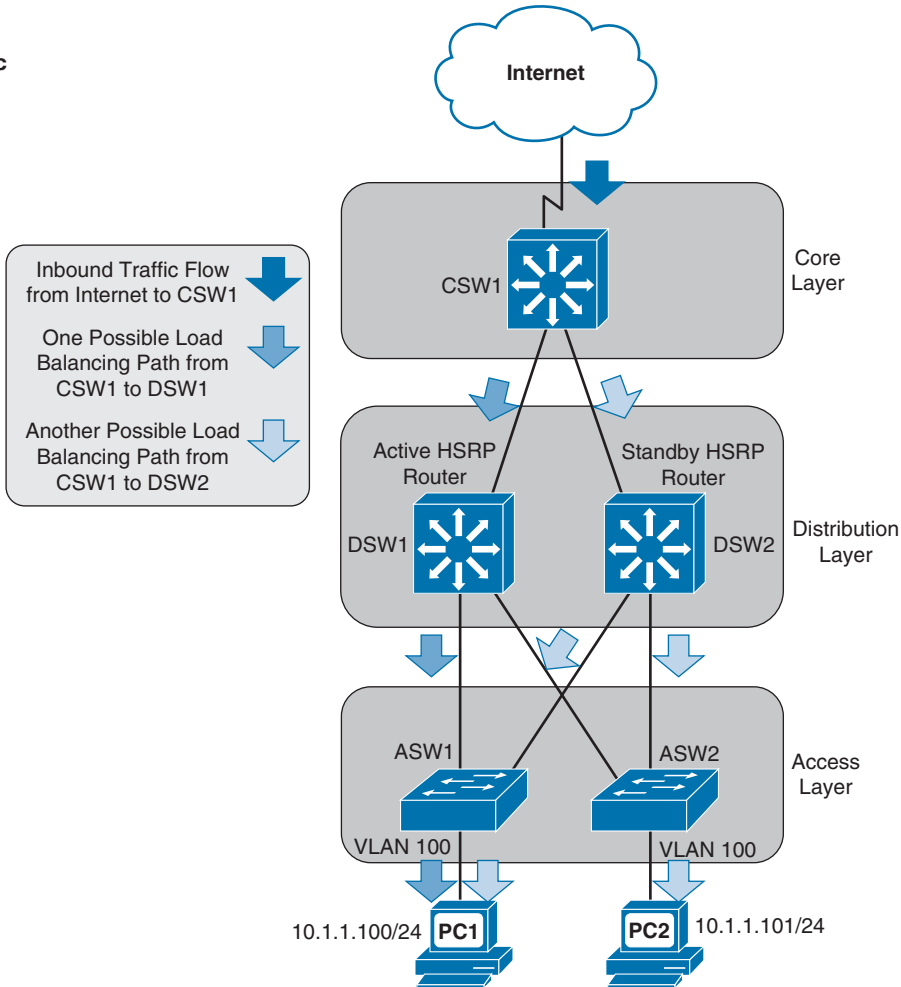 c
Internet
Inbound Traffic Flow
from Internet to CSW1
One Possible Load
Balancing Path from
CSW1 to DSW1
Another Possible Load
Balancing Path from
CSW1 to DSW2
CSW1
Core
Layer
Active HSRP
Router
Standby HSRP
Router
DSW1
DSW2
Distribution
Layer
ASW1
ASW2
Access
Layer
VLAN 100
VLAN 100
10.1.1.100/24
PC1
PC2
10.1.1.101/24